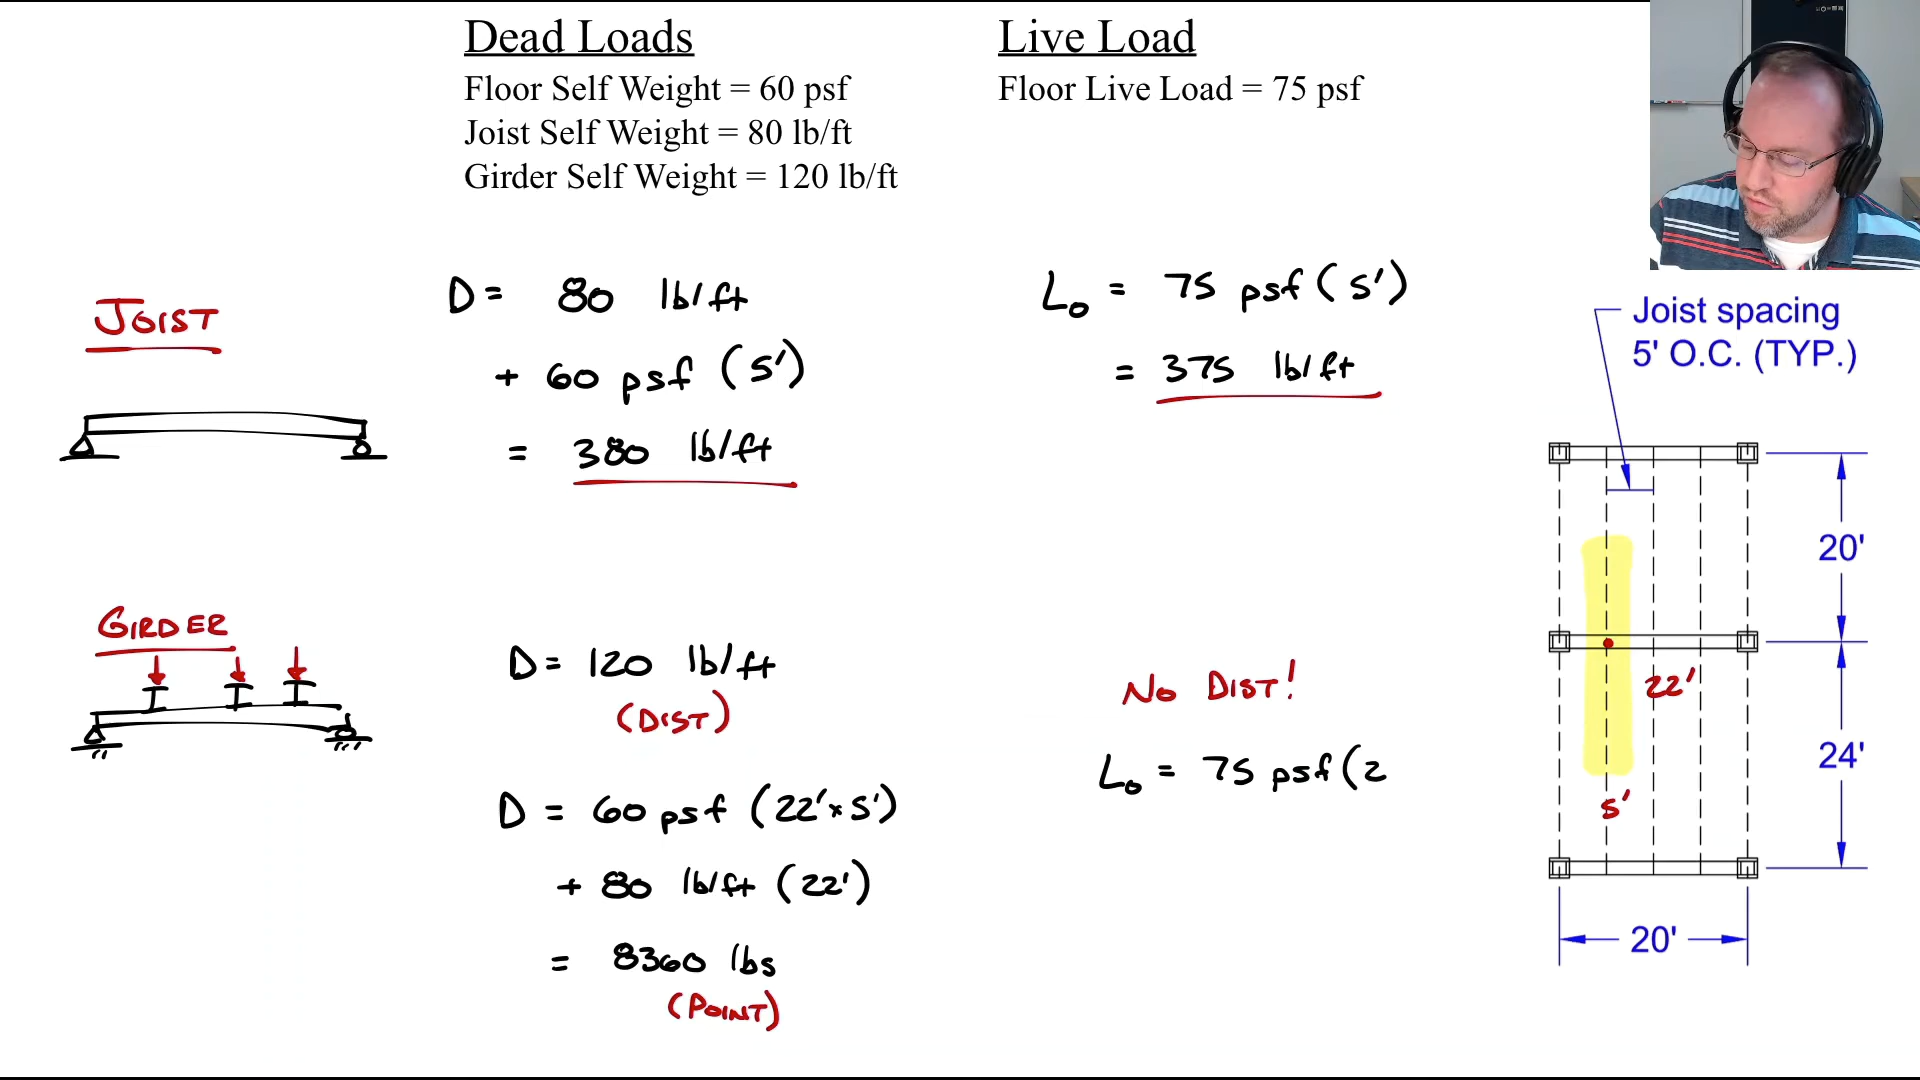 Dead Loads
Floor Self Weight = 60 psf
Joist Self Weight = 80 lb/ft
Girder Self Weight = 120 lb/ft
Live Load
Floor Live Load = 75 psf
JOIST
D = 80 lb/ft
+ 60 psf (5')
= 380 lb/ft
L₀ = 75 psf (5')
= 375 lb/ft
Joist spacing
5' O.C. (TYP.)
20'
22'
24'
5'
20'
GIRDER
D = 120 lb/ft
(DIST)
D = 60 psf (22'x5')
+ 80 lb/ft (22')
= 8360 lbs
(POINT)
NO DIST!
L₀ = 75 psf (2